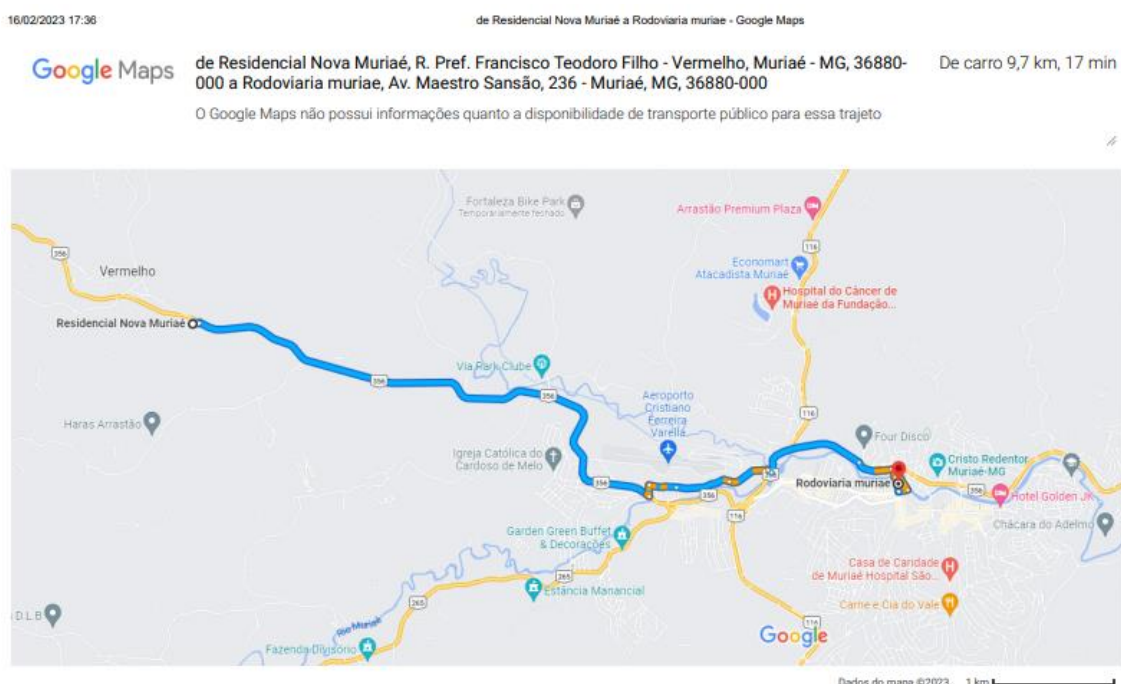 16/02/2023 17:36
de Residencial Nova Muriaé a Rodoviaria muriae - Google Maps
Google Maps
de Residencial Nova Muriaé, R. Pref. Francisco Teodoro Filho - Vermelho, Muriaé - MG, 36880-
000 a Rodoviaria muriae, Av. Maestro Sansão, 236 - Muriaé, MG, 36880-000
De carro 9,7 km, 17 min
O Google Maps não possui informações quanto a disponibilidade de transporte público para essa trajeto
Fortaleza Bike Park
Temporariamente fechado
Arrastão Premium Plaza
356
Vermelho
116
Economart
Atacadista Muriaé
Hospital do Câncer de
Muriaé da Fundação...
Residencial Nova Muriaé
Via Park Clube
356
356
Aeroporto
Cristiano
Ferreira
Varella
116
Haras Arrastão
Four Disco
Igreja Católica do
Cardoso de Melo
Cristo Redentor
Muriaé-MG
356
356
Rodoviaria muriae
356
356
Hotel Golden JK
116
Garden Green Buffet
& Decorações
Chácara do Adelmo
265
Casa de Caridade
de Muriaé Hospital São...
Estância Manancial
265
Carne e Cia do Vale
D.L.B
Rio Muriaé
116
Google
Fazenda Divisório
Dados do mapa ©2023
1 km